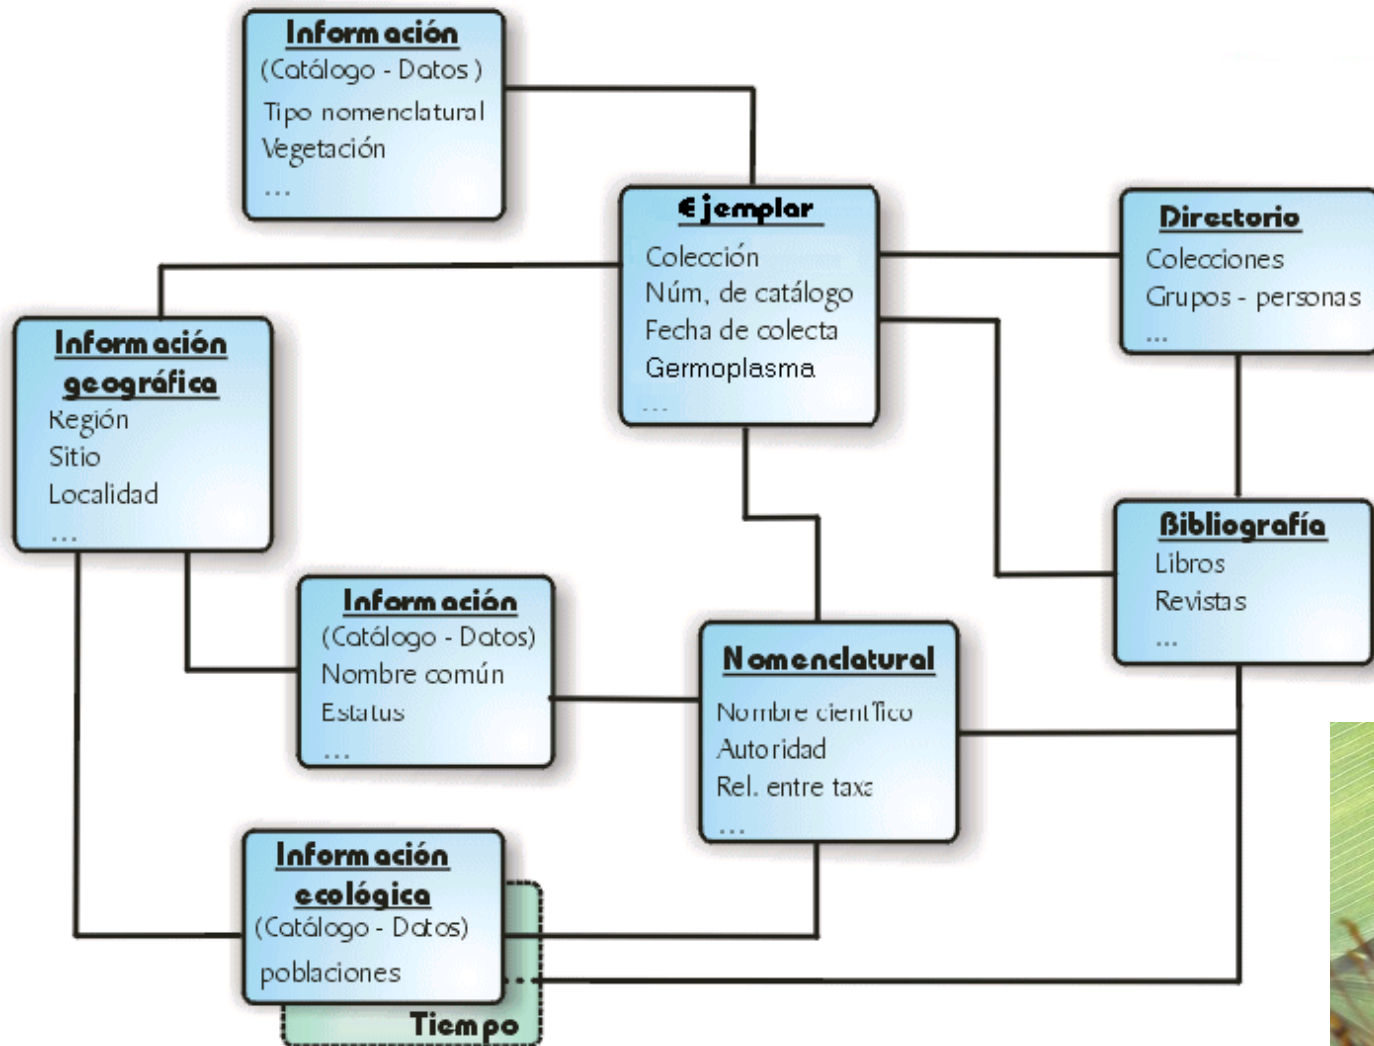 Información
(Catálogo - Datos )
Tipo nomenclatural
Vegetación
...
Ejemplar
Colección
Núm, de catálogo
Fecha de colecta
Germoplasma
...
Directorio
Colecciones
Grupos - personas
...
Información
geográfica
Región
Sitio
Localidad
...
Bibliografía
Libros
Revistas
...
Información
(Catálogo - Datos)
Nombre común
Estatus
...
Nomenclatural
Nombre científico
Autoridad
Rel. entre taxa
...
Información
ecológica
(Catálogo - Datos)
poblaciones
Tiempo